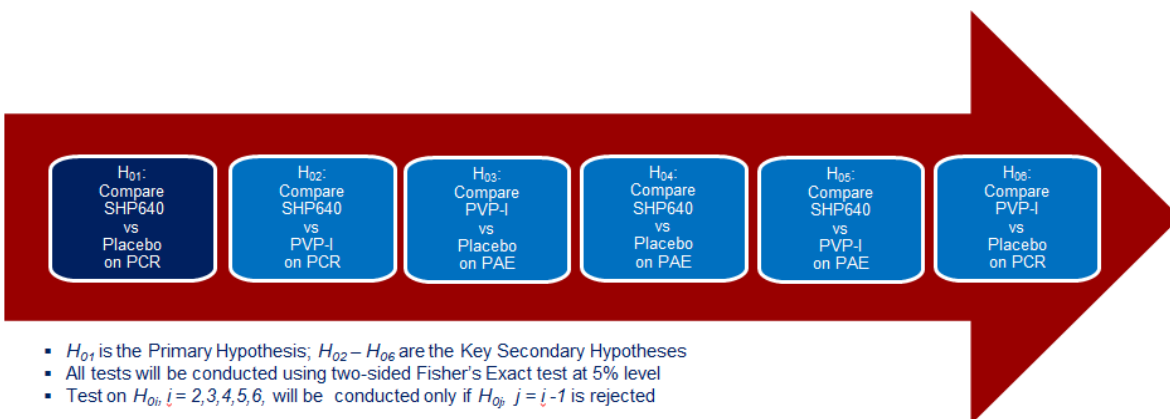 H01:
Compare
SHP640
vs
Placebo
on PCR
H02:
Compare
SHP640
vs
PVP-I
on PCR
H03:
Compare
PVP-I
vs
Placebo
on PAE
H04:
Compare
SHP640
vs
Placebo
on PAE
H05:
Compare
SHP640
vs
PVP-I
on PAE
H06:
Compare
PVP-I
vs
Placebo
on PCR
▪ H01 is the Primary Hypothesis; H02 – H06 are the Key Secondary Hypotheses
▪ All tests will be conducted using two-sided Fisher's Exact test at 5% level
▪ Test on H0i, i = 2,3,4,5,6, will be conducted only if H0j, j = i -1 is rejected